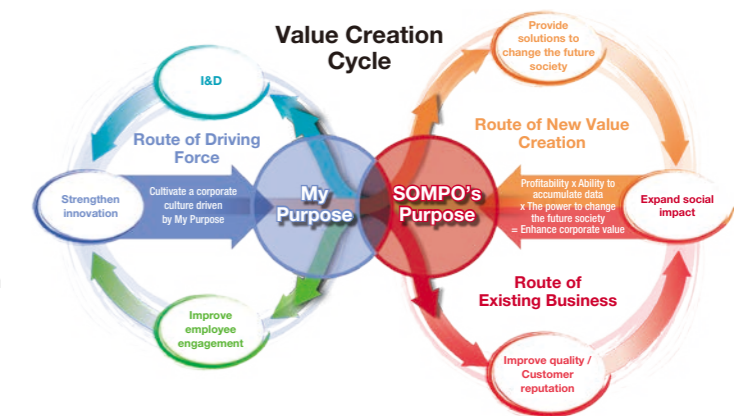 Value Creation
Cycle
Provide
solutions to
change the future
society
I&D
Route of Driving
Force
Route of New Value
Creation
Strengthen
innovation
Cultivate a corporate
culture driven
by My Purpose
My
Purpose
SOMPO's
Purpose
Profitability x Ability to
accumulate data
x The power to change
the future society
= Enhance corporate value
Expand social
impact
Route of
Existing Business
Improve
employee
engagement
Improve quality /
Customer
reputation